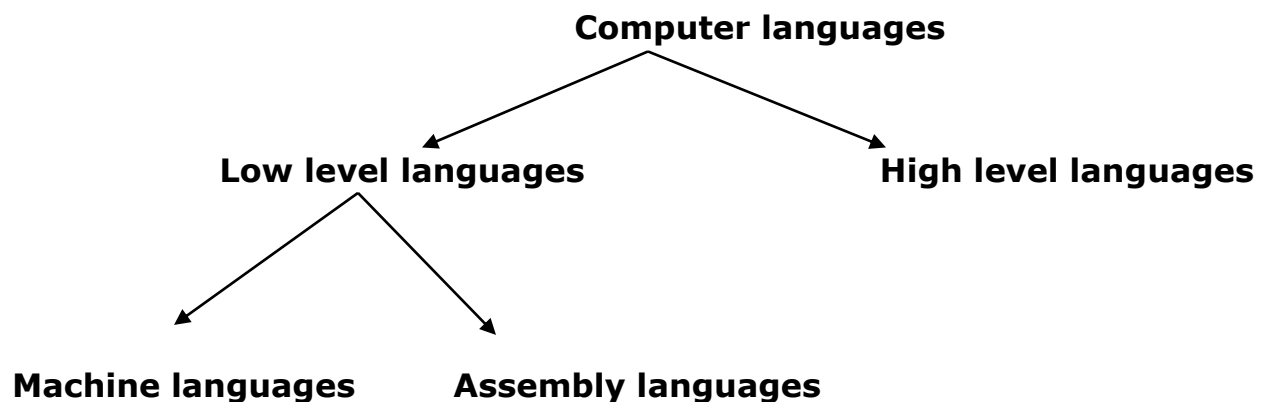 Computer languages
Low level languages High level languages
Machine languages Assembly languages